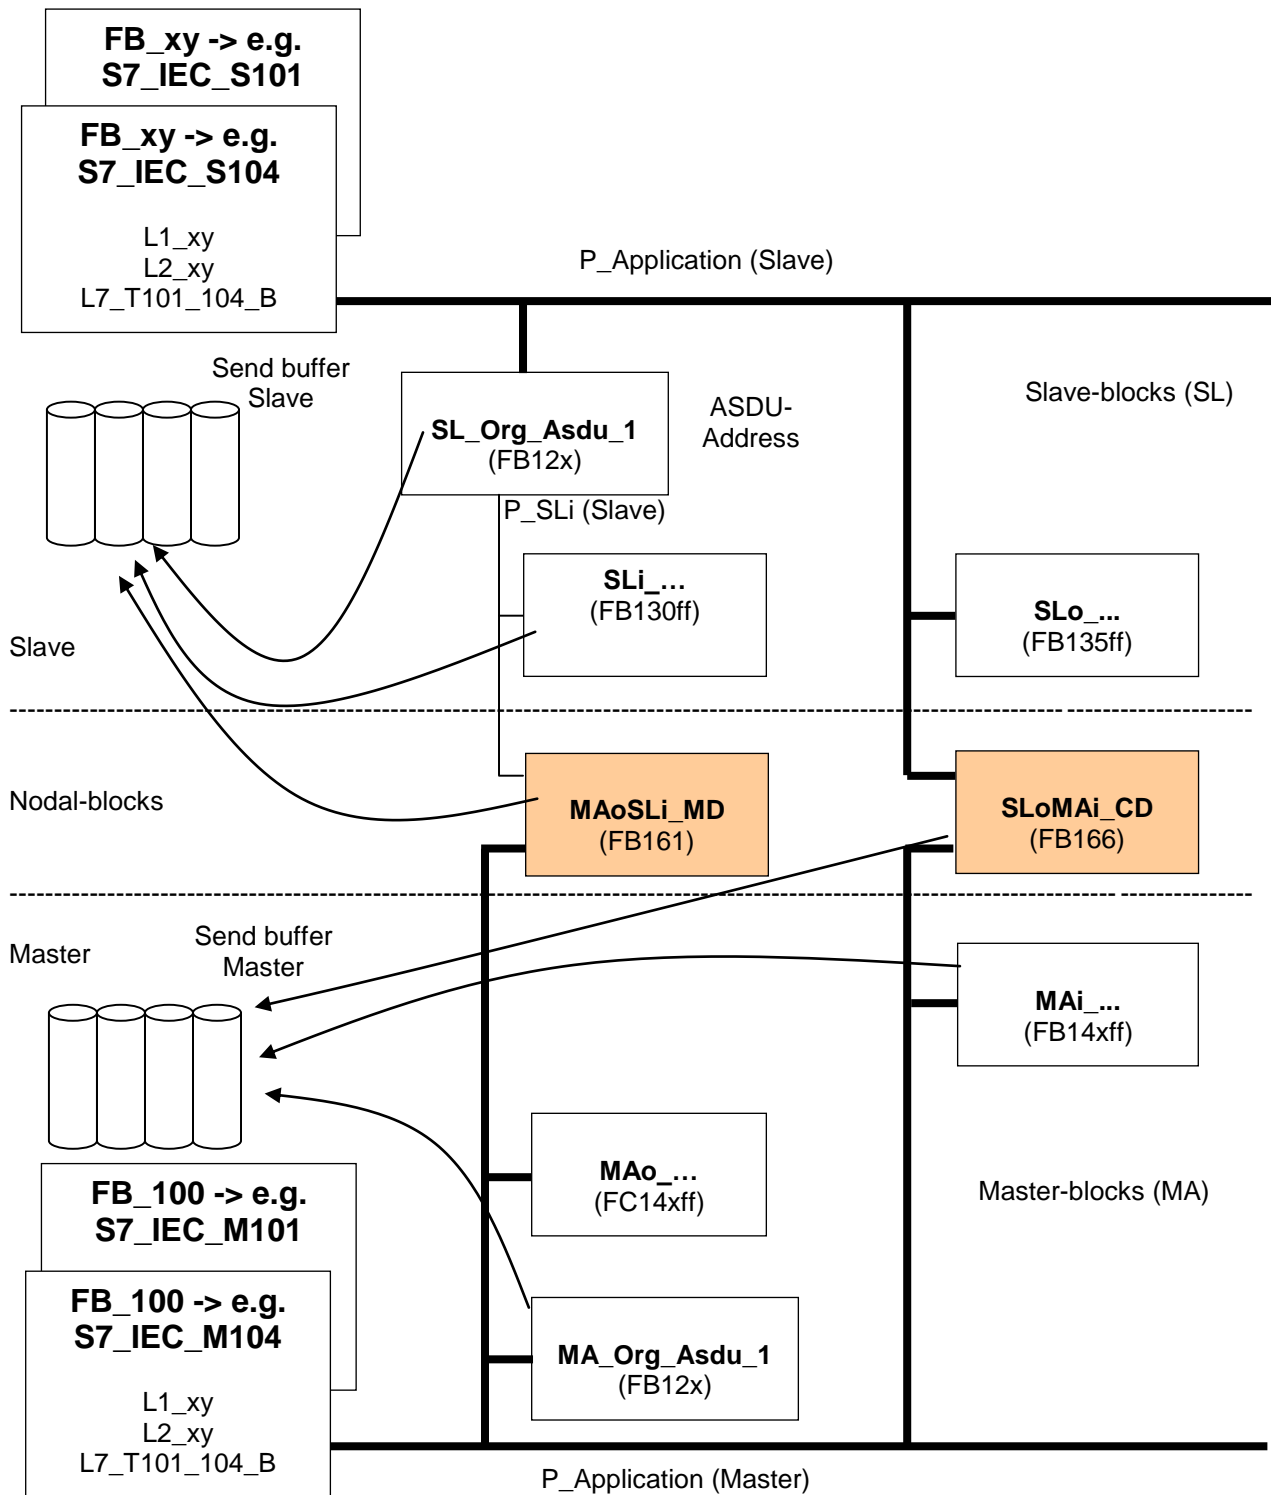 FB_xy -> e.g.
S7_IEC_S101
FB_xy -> e.g.
S7_IEC_S104
L1_xy
L2_xy
L7_T101_104_B
P_Application (Slave)
Send buffer
Slave
SL_Org_Asdu_1
(FB12x)
ASDU-
Address
Slave-blocks (SL)
P_SLi (Slave)
SLi_...
(FB130ff)
SLo_...
(FB135ff)
Slave
Nodal-blocks
MAoSLi_MD
(FB161)
SLoMAi_CD
(FB166)
Master
Send buffer
Master
MAi_...
(FB14xff)
MAo_...
(FC14xff)
Master-blocks (MA)
FB_100 -> e.g.
S7_IEC_M101
FB_100 -> e.g.
S7_IEC_M104
L1_xy
L2_xy
L7_T101_104_B
MA_Org_Asdu_1
(FB12x)
P_Application (Master)